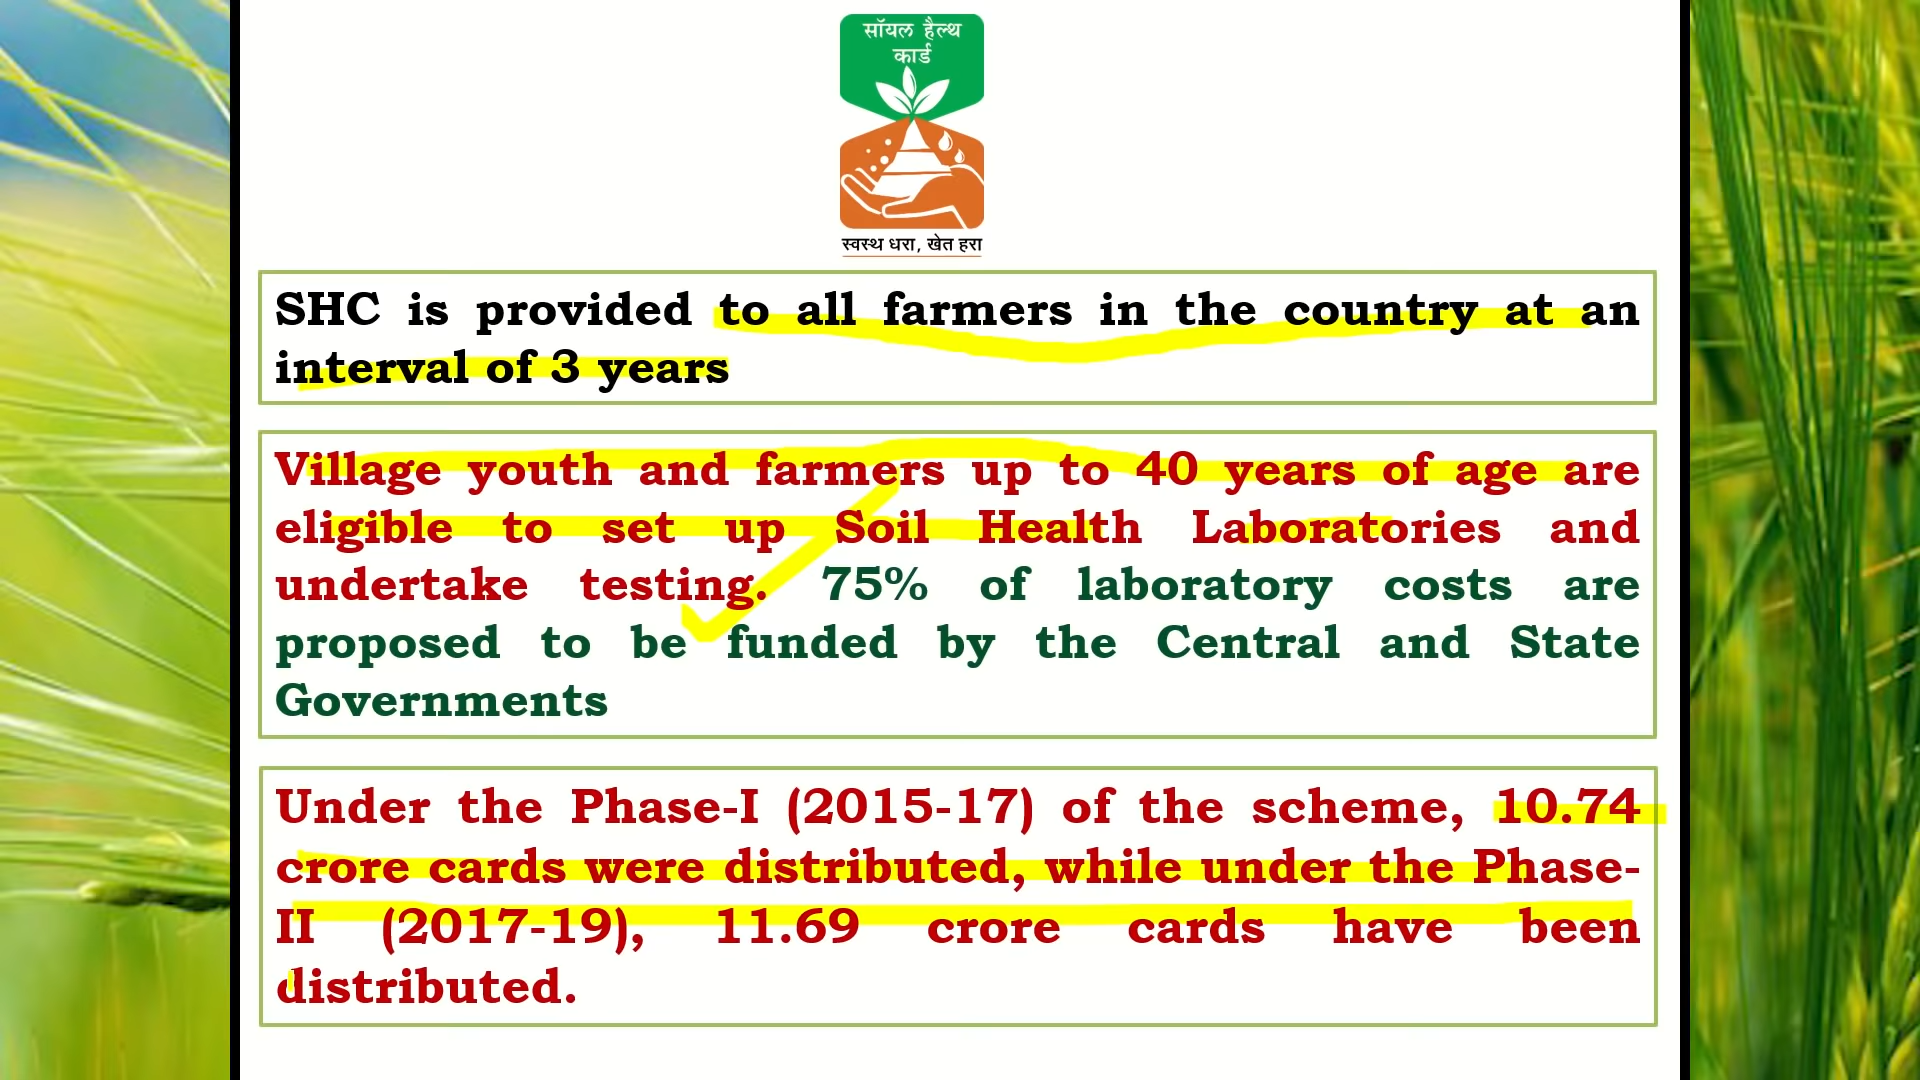 सॉयल हैल्थ
कार्ड
स्वस्थ धरा, खेत हरा
SHC is provided to all farmers in the country at an
interval of 3 years
Village youth and farmers up to 40 years of age are
eligible to set up Soil Health Laboratories and
undertake testing. 75% of laboratory costs are
proposed to be funded by the Central and State
Governments
Under the Phase-I (2015-17) of the scheme, 10.74
crore cards were distributed, while under the Phase-
II (2017-19), 11.69 crore cards have been
distributed.